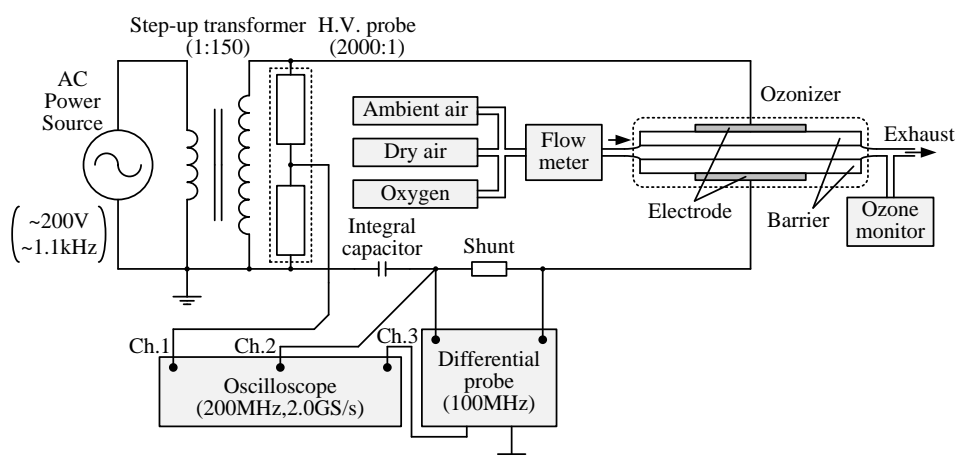 Step-up transformer
(1:150)
H.V. probe
(2000:1)
AC
Power
Source
~200V
~1.1kHz
Ambient air
Dry air
Oxygen
Flow
meter
Ozonizer
Exhaust
Electrode
Barrier
Ozone
monitor
Integral
capacitor
Shunt
Ch.1
Ch.2
Ch.3
Oscilloscope
(200MHz,2.0GS/s)
Differential
probe
(100MHz)